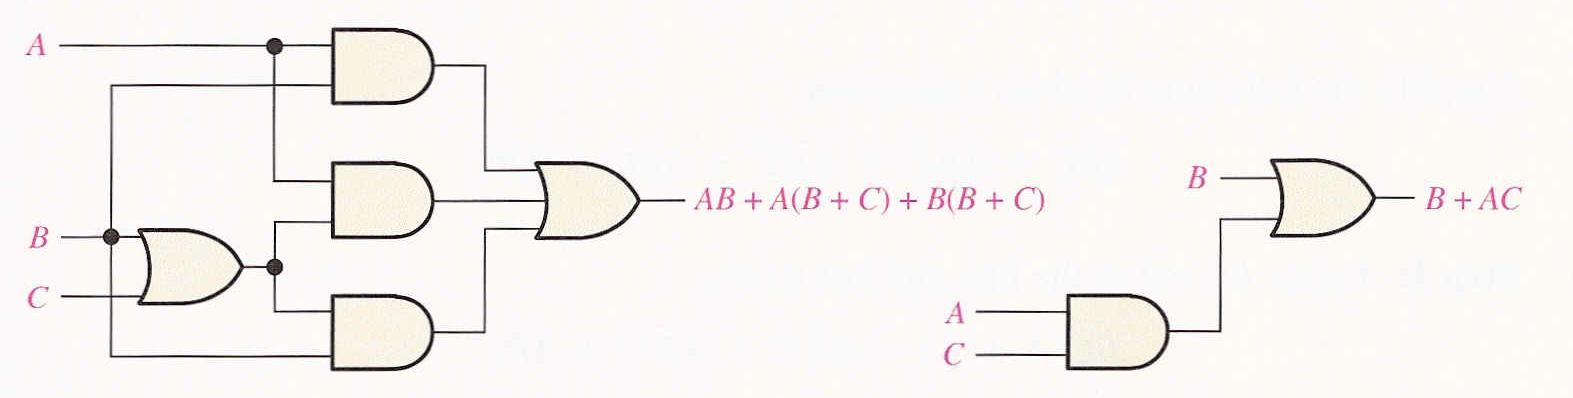 A
B
C
AB + A(B + C) + B(B + C)
B
A
C
B + AC